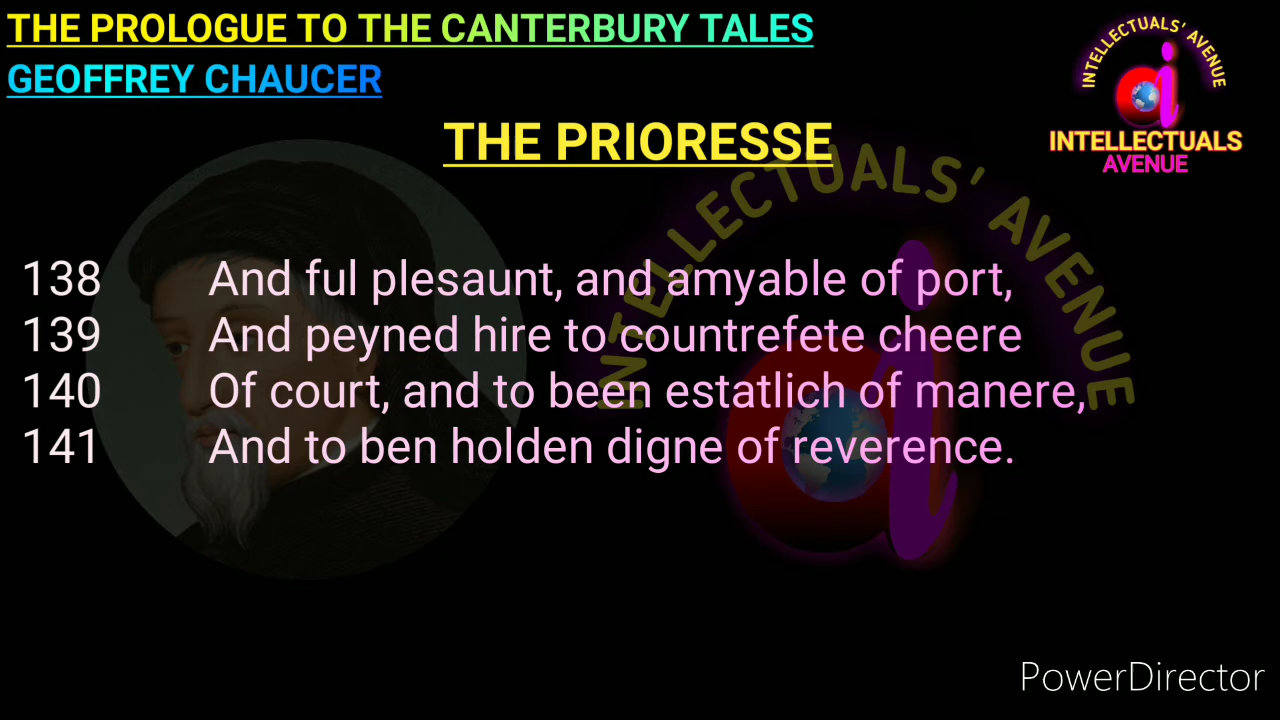 THE PROLOGUE TO THE CANTERBURY TALES
GEOFFREY CHAUCER
INTELLECTUALS' AVENUE
INTELLECTUALS
AVENUE
THE PRIORESSE
INTELLECTUALS' AVENUE
138 And ful plesaunt, and amyable of port,
139 And peyned hire to countrefete cheere
140 Of court, and to been estatlich of manere,
141 And to ben holden digne of reverence.
PowerDirector